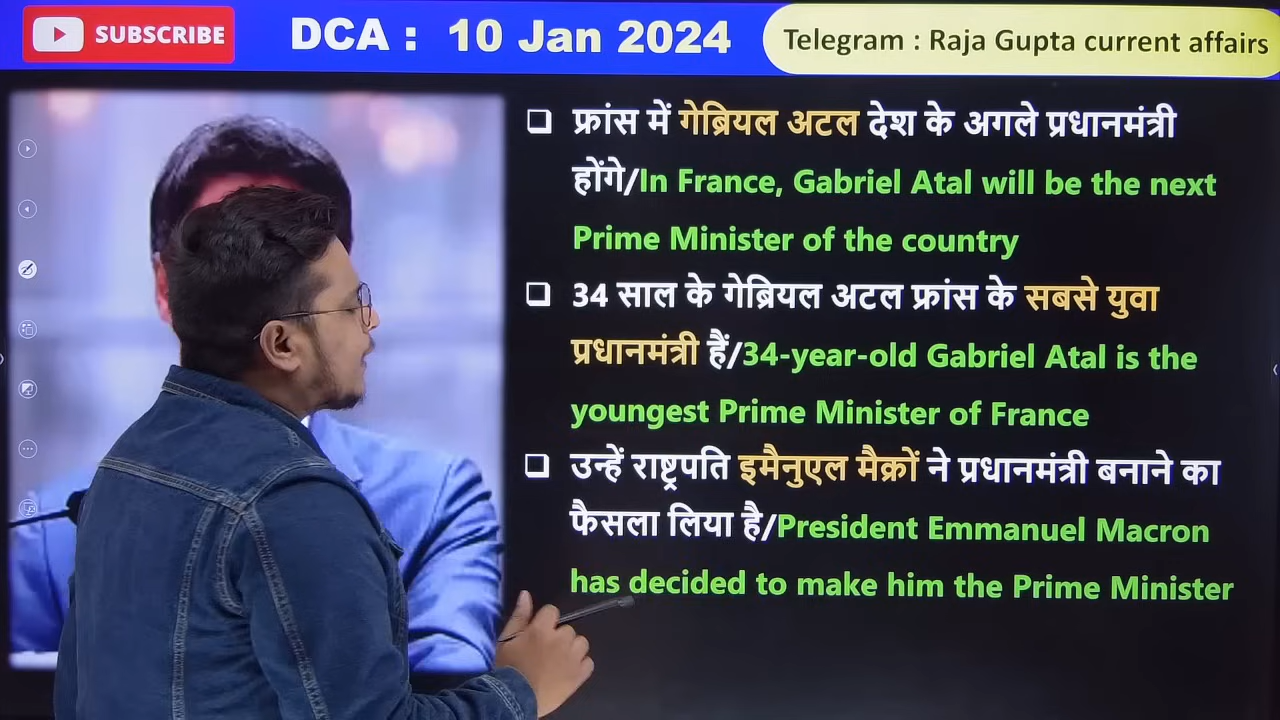 SUBSCRIBE
DCA : 10 Jan 2024
Telegram : Raja Gupta current affairs
फ्रांस में गेब्रियल अटल देश के अगले प्रधानमंत्री
होंगे/In France, Gabriel Atal will be the next
Prime Minister of the country
34 साल के गेब्रियल अटल फ्रांस के सबसे युवा
प्रधानमंत्री हैं/34-year-old Gabriel Atal is the
youngest Prime Minister of France
उन्हें राष्ट्रपति इमैनुएल मैक्रों ने प्रधानमंत्री बनाने का
फैसला लिया है/President Emmanuel Macron
has decided to make him the Prime Minister